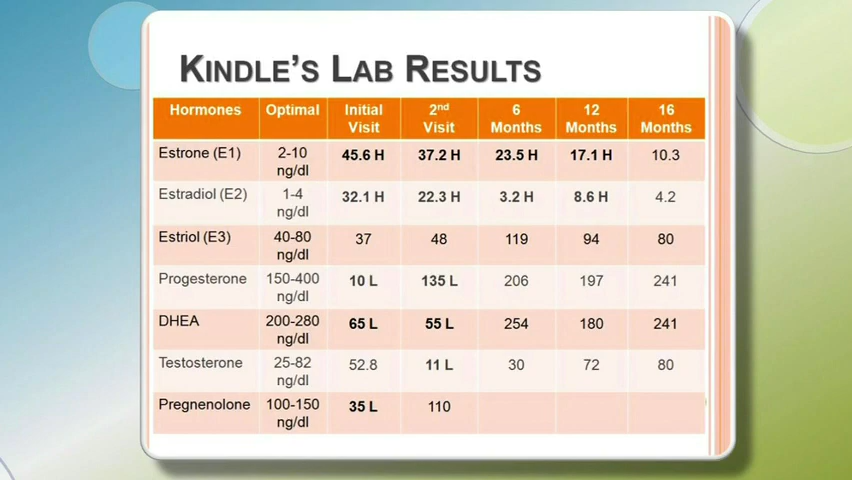 KINDLE'S LAB RESULTS
Hormones Optimal Initial Visit 2nd Visit 6 Months 12 Months 16 Months
Estrone (E1) 2-10 ng/dl 45.6 H 37.2 H 23.5 H 17.1 H 10.3
Estradiol (E2) 1-4 ng/dl 32.1 H 22.3 H 3.2 H 8.6 H 4.2
Estriol (E3) 40-80 ng/dl 37 48 119 94 80
Progesterone 150-400 ng/dl 10 L 135 L 206 197 241
DHEA 200-280 ng/dl 65 L 55 L 254 180 241
Testosterone 25-82 ng/dl 52.8 11 L 30 72 80
Pregnenolone 100-150 ng/dl 35 L 110